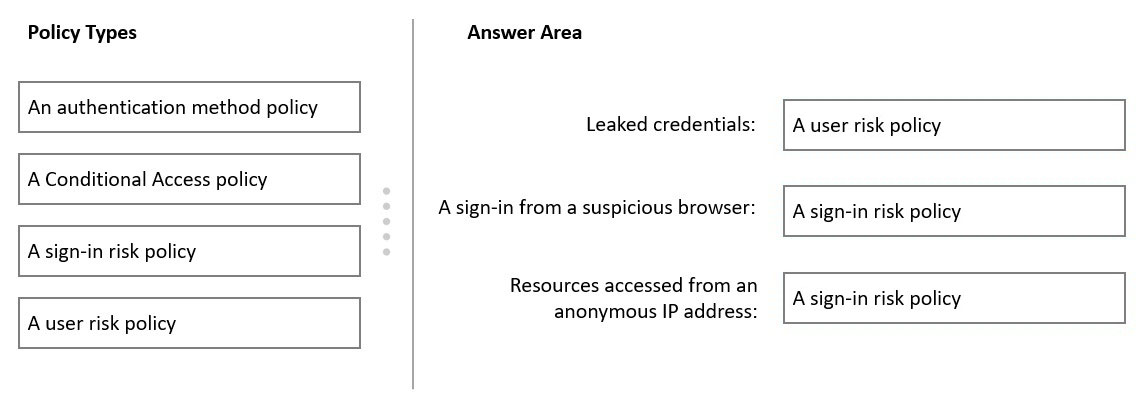 Policy Types
An authentication method policy
A Conditional Access policy
A sign-in risk policy
A user risk policy
Answer Area
Leaked credentials:
A user risk policy
A sign-in from a suspicious browser:
A sign-in risk policy
Resources accessed from an
anonymous IP address:
A sign-in risk policy